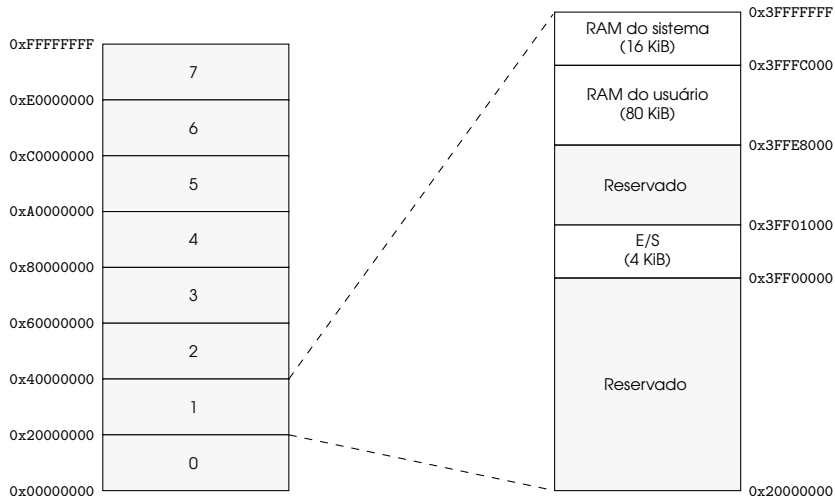 0xFFFFFFFF
7
0xE0000000
6
0xC0000000
5
0xA0000000
4
0x80000000
3
0x60000000
2
0x40000000
1
0x20000000
0
0x00000000
0x3FFFFFFF
RAM do sistema
(16 KiB)
0x3FFFC000
RAM do usuário
(80 KiB)
0x3FFE8000
Reservado
0x3FF01000
E/S
(4 KiB)
0x3FF00000
Reservado
0x20000000